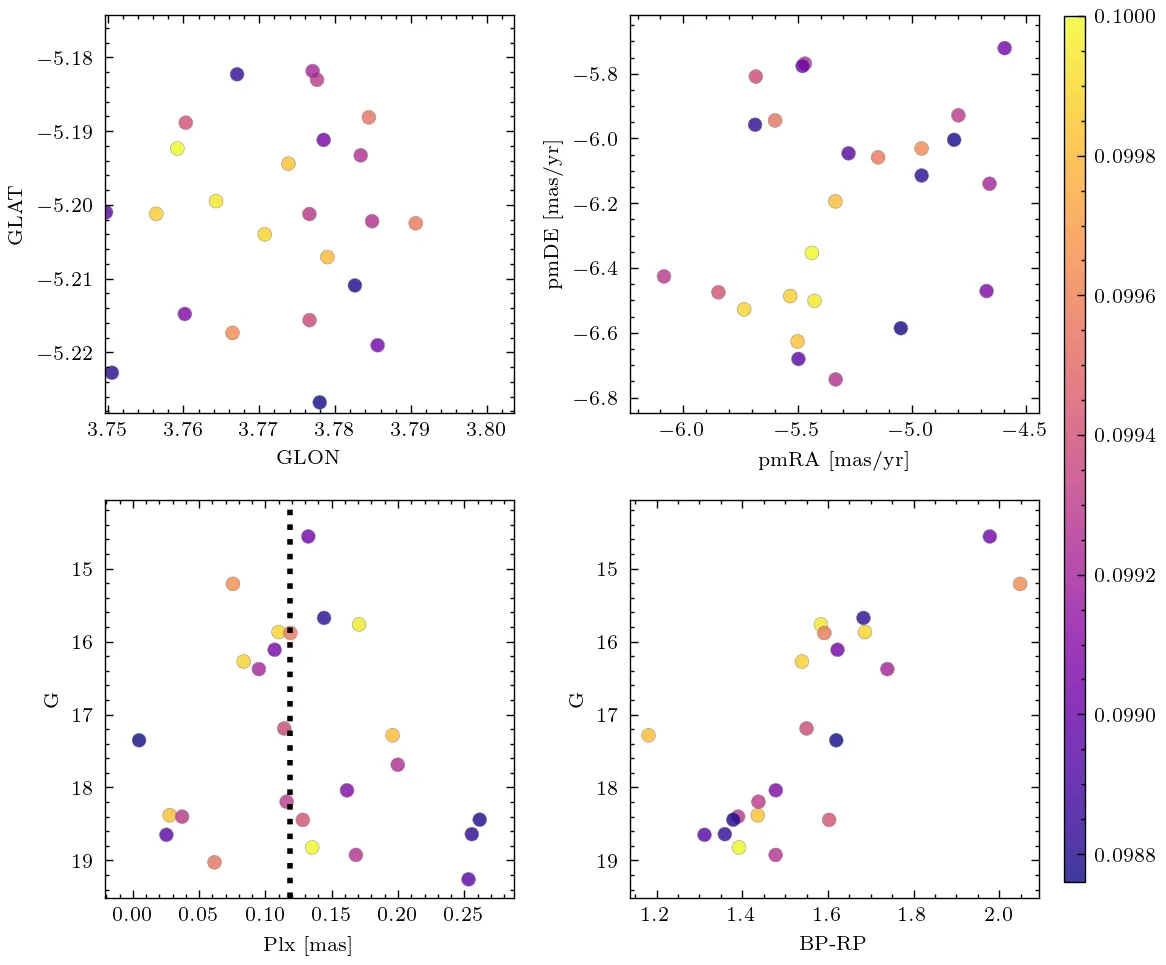 −5.18
−5.19
−5.20
−5.21
−5.22
GLAT
3.75 3.76 3.77 3.78 3.79 3.80
GLON
−5.8
−6.0
−6.2
−6.4
−6.6
−6.8
pmDE [mas/yr]
−6.0 −5.5 −5.0 −4.5
pmRA [mas/yr]
15
16
17
18
19
G
0.00 0.05 0.10 0.15 0.20 0.25
Plx [mas]
15
16
17
18
19
G
1.2 1.4 1.6 1.8 2.0
BP-RP
0.1000
0.0998
0.0996
0.0994
0.0992
0.0990
0.0988